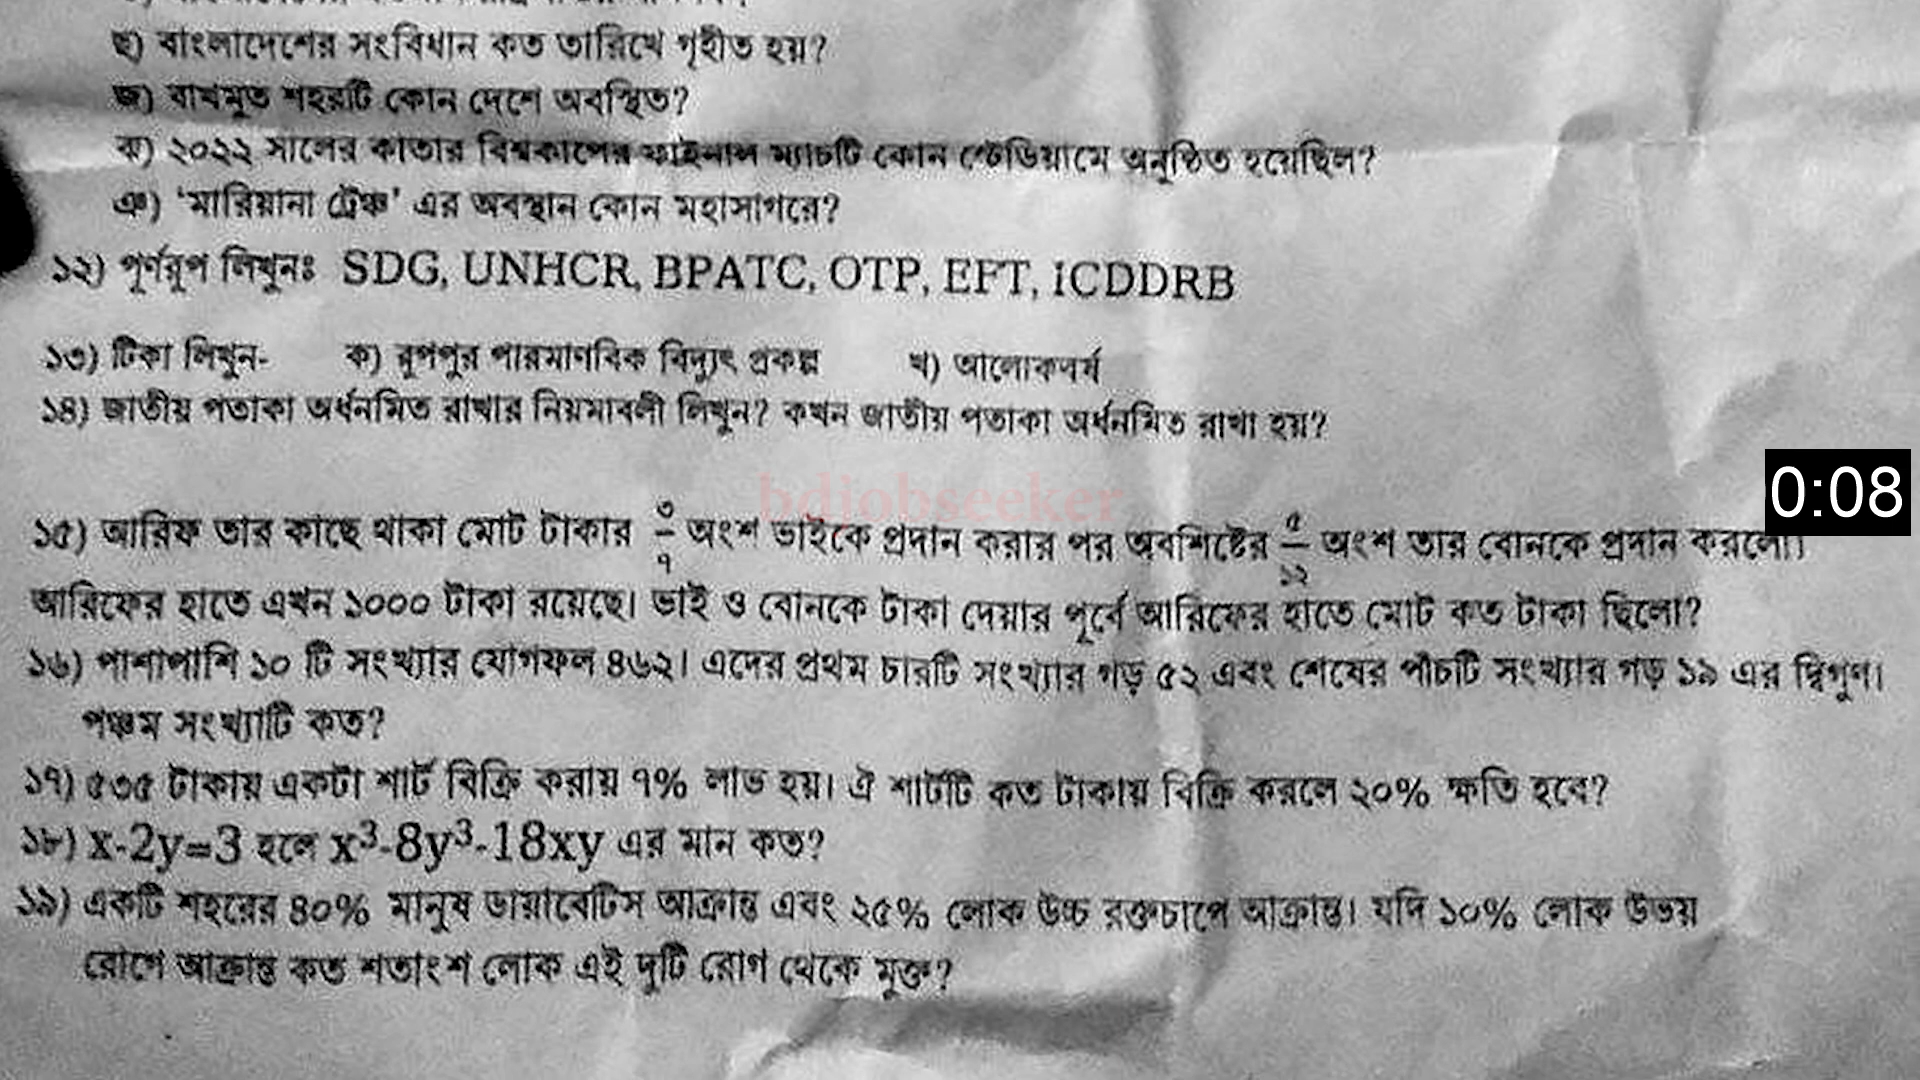 ছ) বাংলাদেশের সংবিধান কত তারিখে গৃহীত হয়?
জ) বাখমুত শহরটি কোন দেশে অবস্থিত?
ঝ) ২০২২ সালের কাতার বিশ্বকাপের ফাইনাল ম্যাচটি কোন স্টেডিয়ামে অনুষ্ঠিত হয়েছিল?
ঞ) ‘মারিয়ানা ট্রেঞ্চ’ এর অবস্থান কোন মহাসাগরে?
১২) পূর্ণরূপ লিখুনঃ SDG, UNHCR, BPATC, OTP, EFT, ICDDRB
১৩) টিকা লিখুন- ক) রূপপুর পারমাণবিক বিদ্যুৎ প্রকল্প খ) আলোকবর্ষ
১৪) জাতীয় পতাকা অর্ধনমিত রাখার নিয়মাবলী লিখুন? কখন জাতীয় পতাকা অর্ধনমিত রাখা হয়?
bdjobseeker
0:08
১৫) আরিফ তার কাছে থাকা মোট টাকার ৩/৭ অংশ ভাইকে প্রদান করার পর অবশিষ্টের ৫/১২ অংশ তার বোনকে প্রদান করলো।
আরিফের হাতে এখন ১০০০ টাকা রয়েছে। ভাই ও বোনকে টাকা দেয়ার পূর্বে আরিফের হাতে মোট কত টাকা ছিলো?
১৬) পাশাপাশি ১০ টি সংখ্যার যোগফল ৪৬২। এদের প্রথম চারটি সংখ্যার গড় ৫২ এবং শেষের পাঁচটি সংখ্যার গড় ১৯ এর দ্বিগুণ।
পঞ্চম সংখ্যাটি কত?
১৭) ৫৩৫ টাকায় একটা শার্ট বিক্রি করায় ৭% লাভ হয়। ঐ শার্টটি কত টাকায় বিক্রি করলে ২০% ক্ষতি হবে?
১৮) x-2y=3 হলে x³-8y³-18xy এর মান কত?
১৯) একটি শহরের ৪০% মানুষ ডায়াবেটিস আক্রান্ত এবং ২৫% লোক উচ্চ রক্তচাপে আক্রান্ত। যদি ১০% লোক উভয়
রোগে আক্রান্ত কত শতাংশ লোক এই দুটি রোগ থেকে মুক্ত?